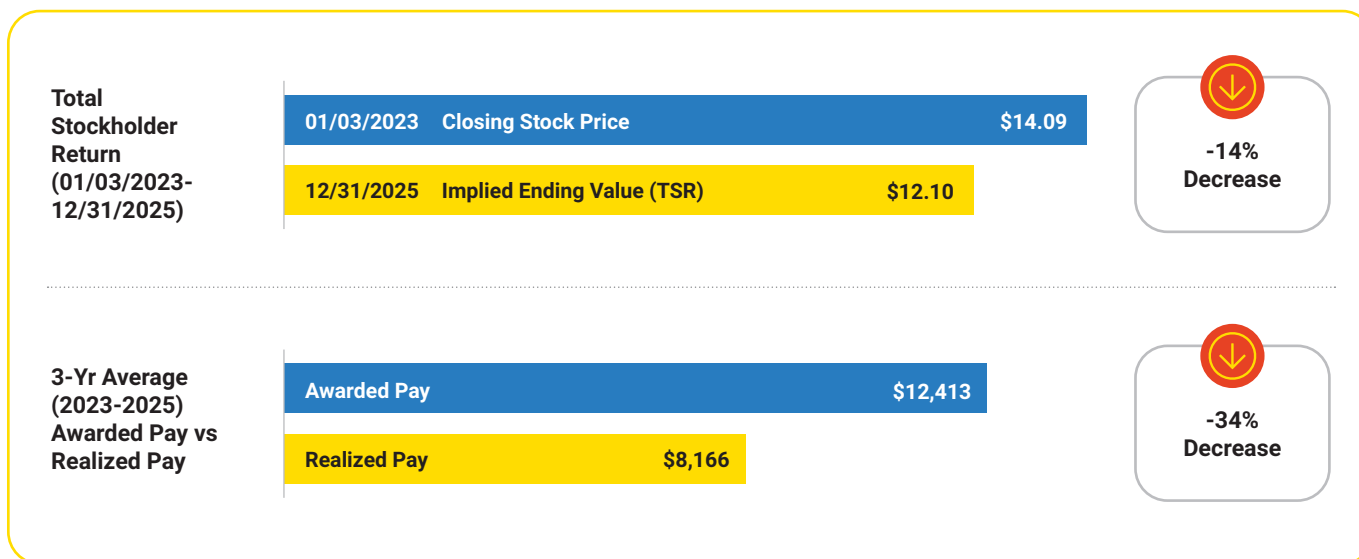 Total
Stockholder
Return
(01/03/2023-
12/31/2025)
01/03/2023 Closing Stock Price $14.09
12/31/2025 Implied Ending Value (TSR) $12.10
-14%
Decrease
3-Yr Average
(2023-2025)
Awarded Pay vs
Realized Pay
Awarded Pay $12,413
Realized Pay $8,166
-34%
Decrease